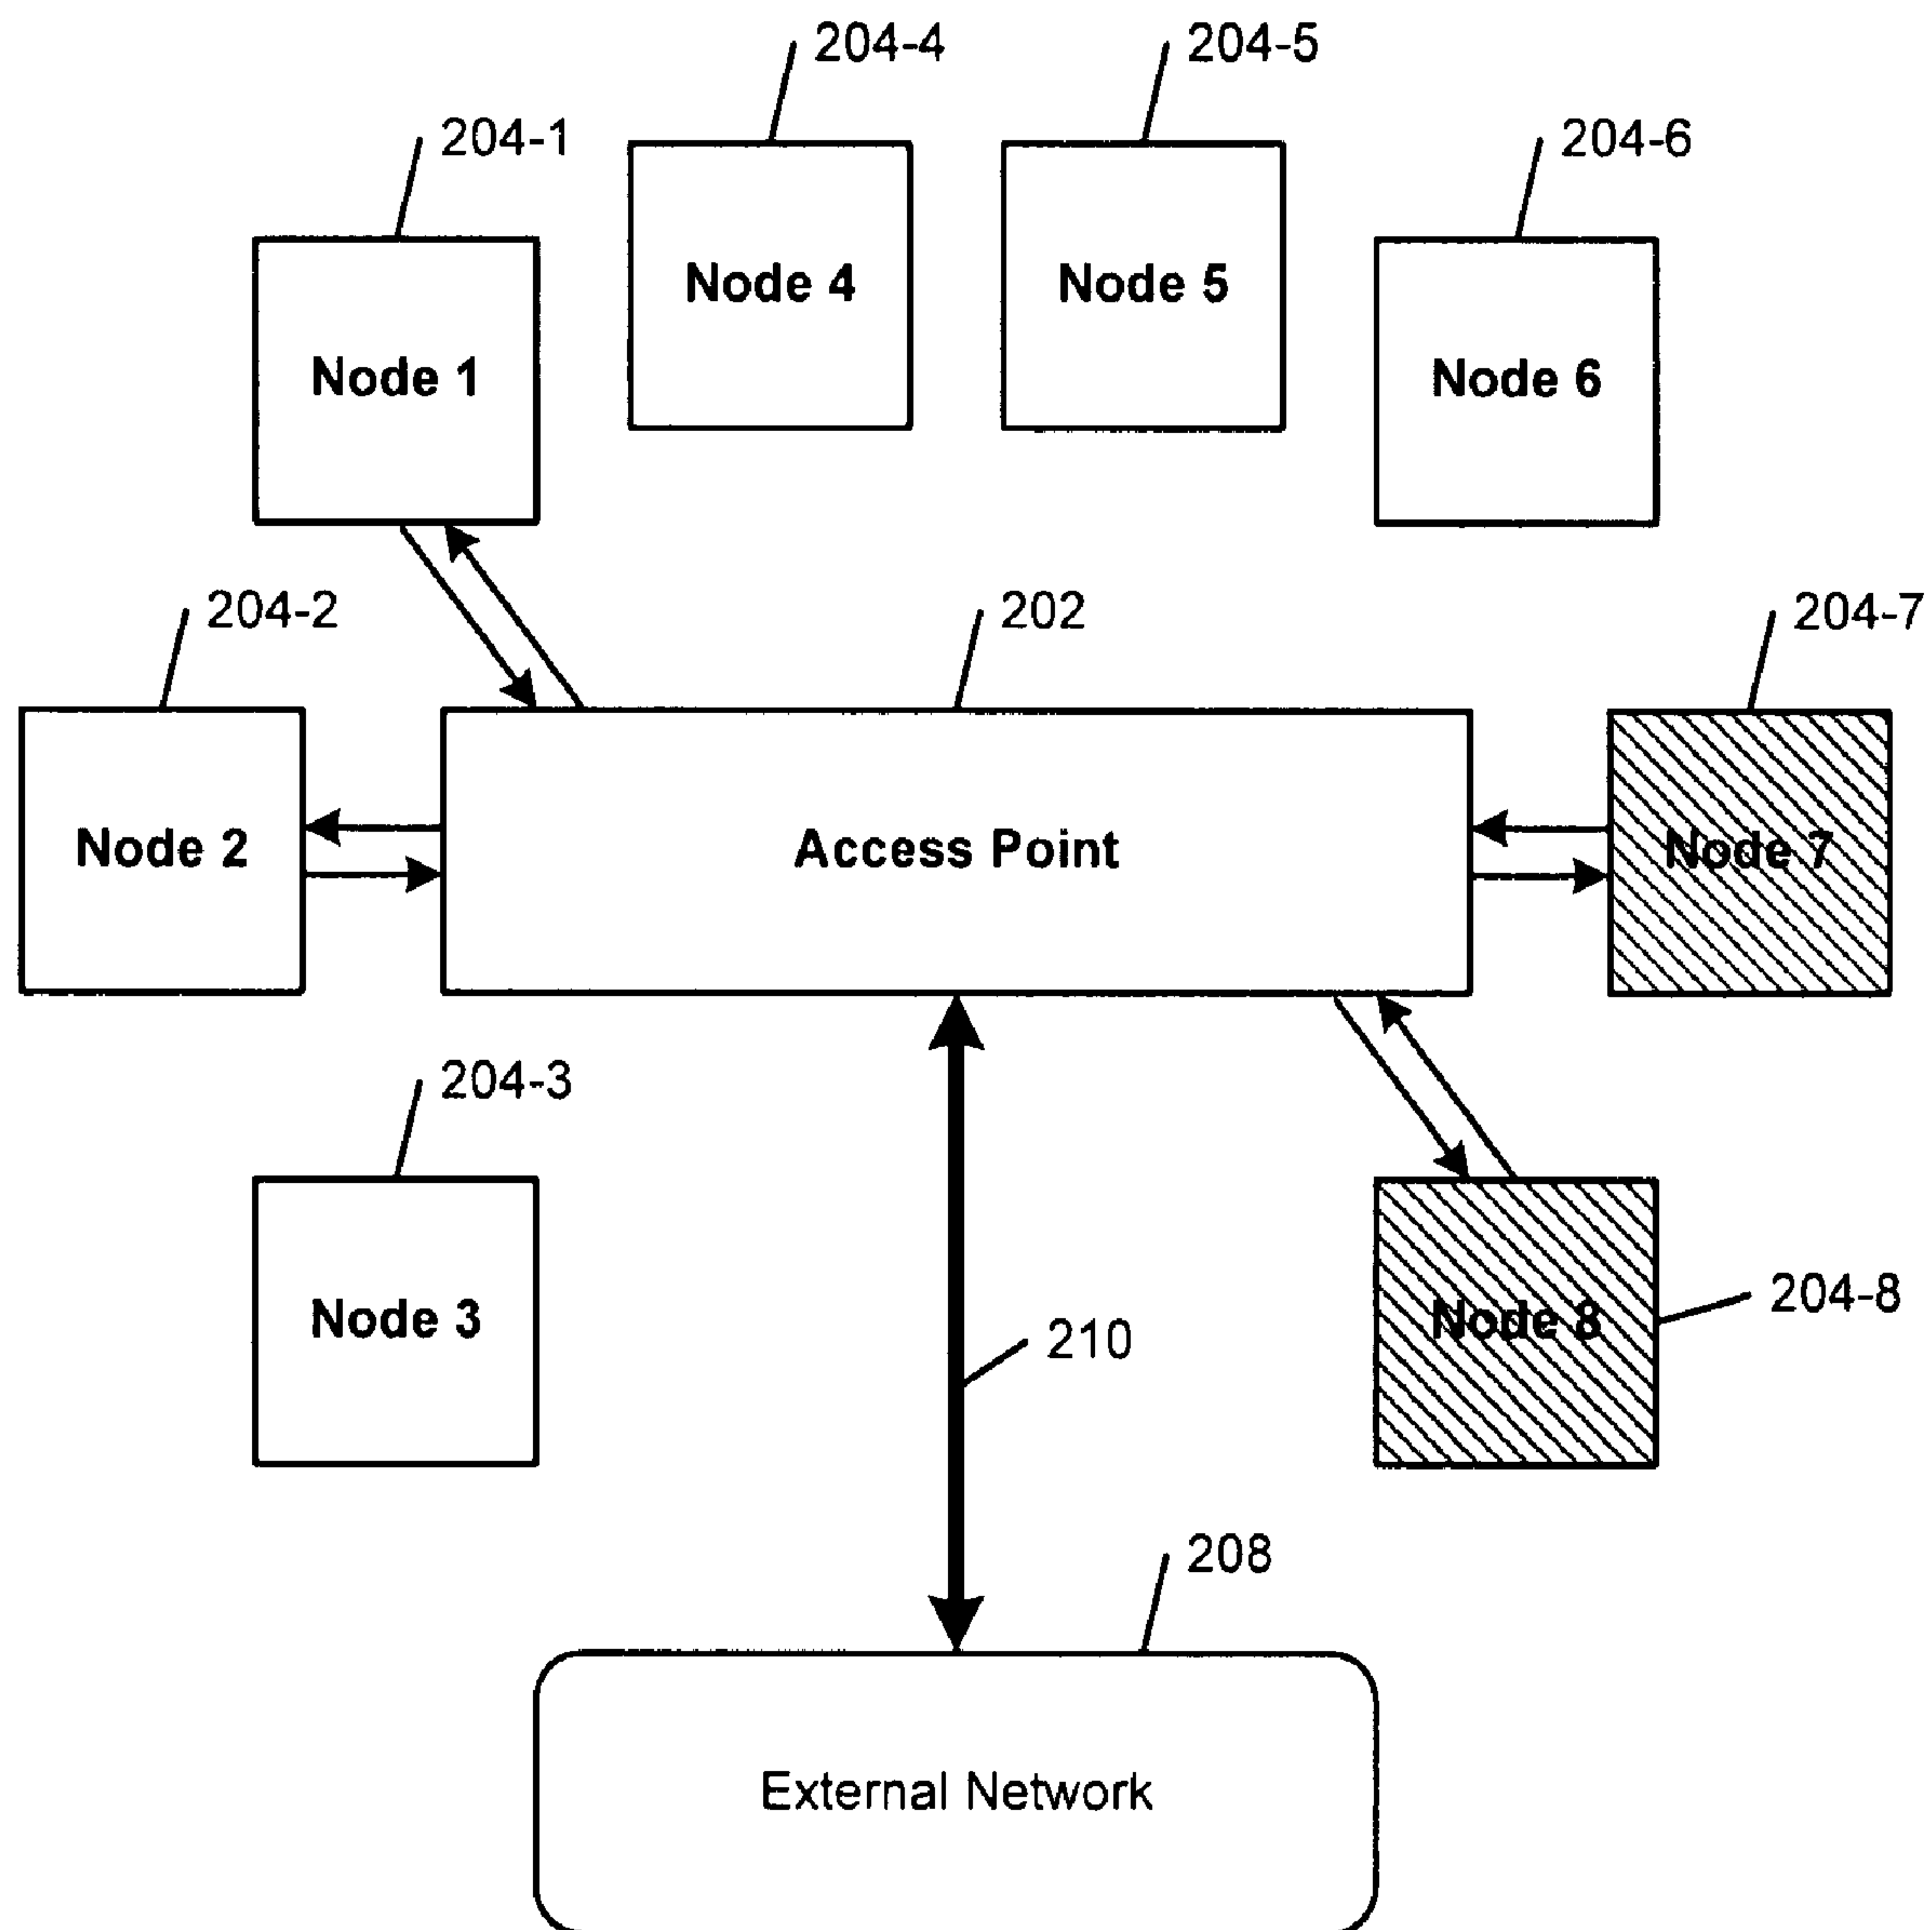 204-4
204-5
204-1
204-6
Node 4
Node 5
Node 1
Node 6
204-2
202
204-7
Node 2
Access Point
Node 7
204-3
204-8
Node 3
Node 8
210
208
External Network